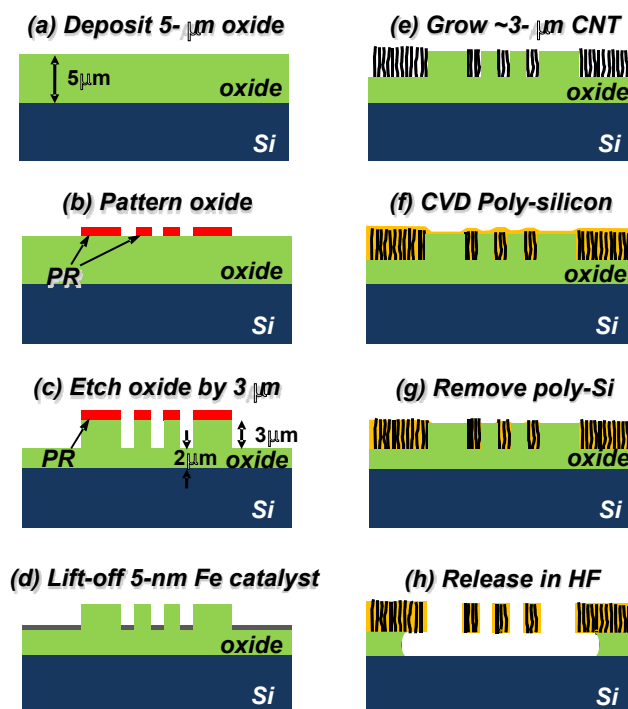 (a) Deposit 5-μm oxide
5μm
oxide
Si
(b) Pattern oxide
PR
oxide
Si
(c) Etch oxide by 3 μm
3μm
PR
2μm
oxide
Si
(d) Lift-off 5-nm Fe catalyst
oxide
Si
(e) Grow ~3-μm CNT
oxide
Si
(f) CVD Poly-silicon
oxide
Si
(g) Remove poly-Si
oxide
Si
(h) Release in HF
Si